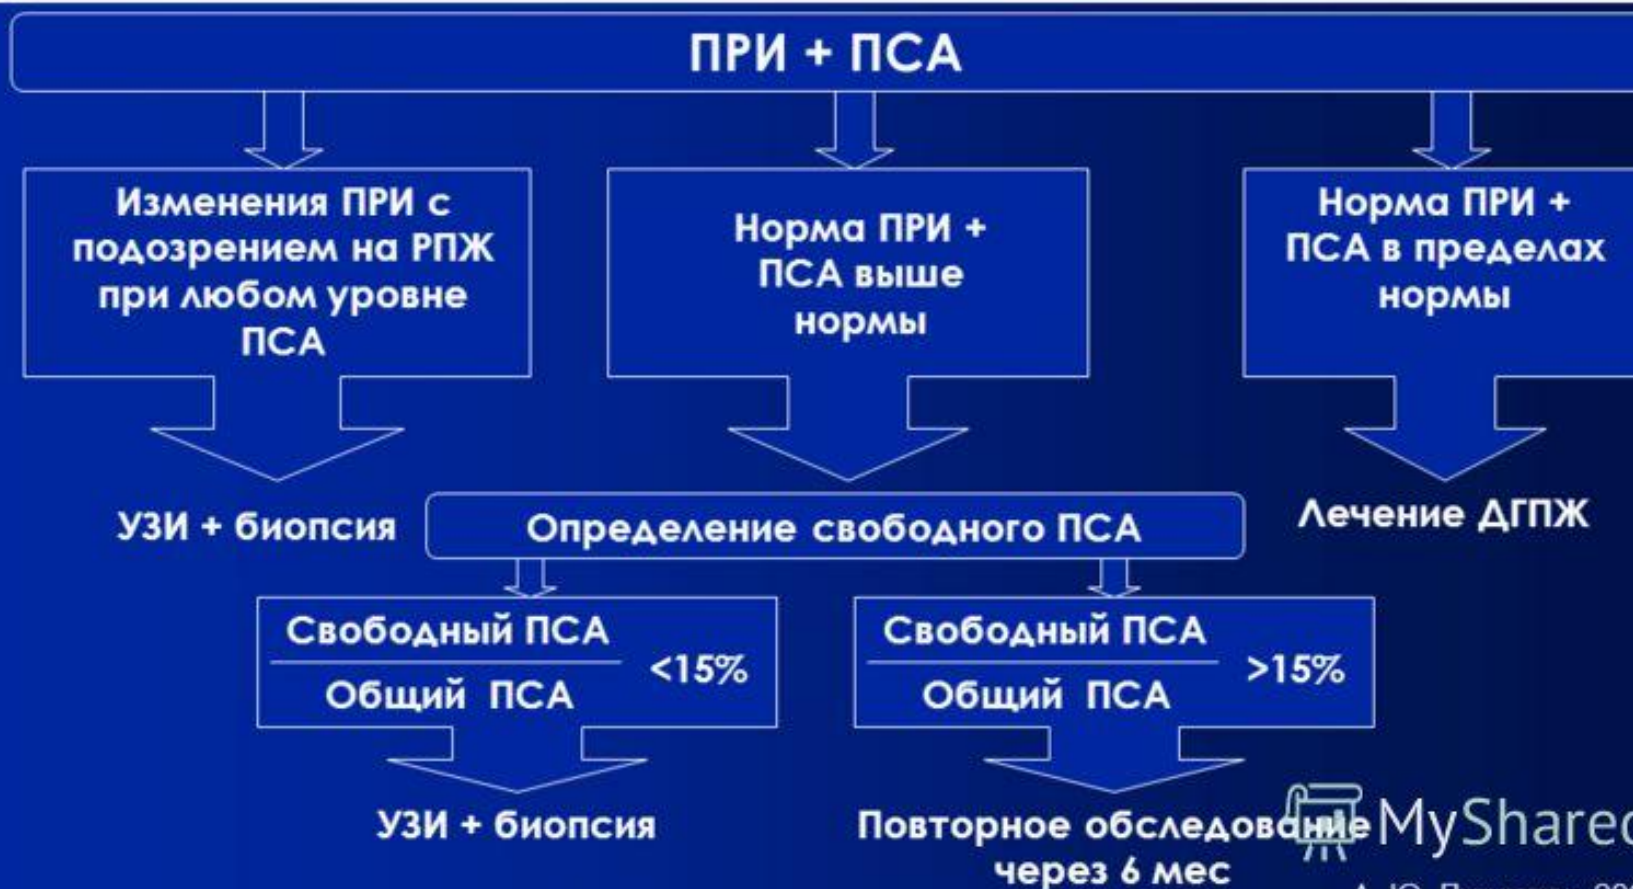 ПРИ + ПСА
Изменения ПРИ с
подозрением на РПЖ
при любом уровне
ПСА
Норма ПРИ +
ПСА выше
нормы
Норма ПРИ +
ПСА в пределах
нормы
УЗИ + биопсия
Определение свободного ПСА
Лечение ДГПЖ
Свободный ПСА
Общий ПСА
<15%
Свободный ПСА
Общий ПСА
>15%
УЗИ + биопсия
Повторное обследование
через 6 мес
MyShared